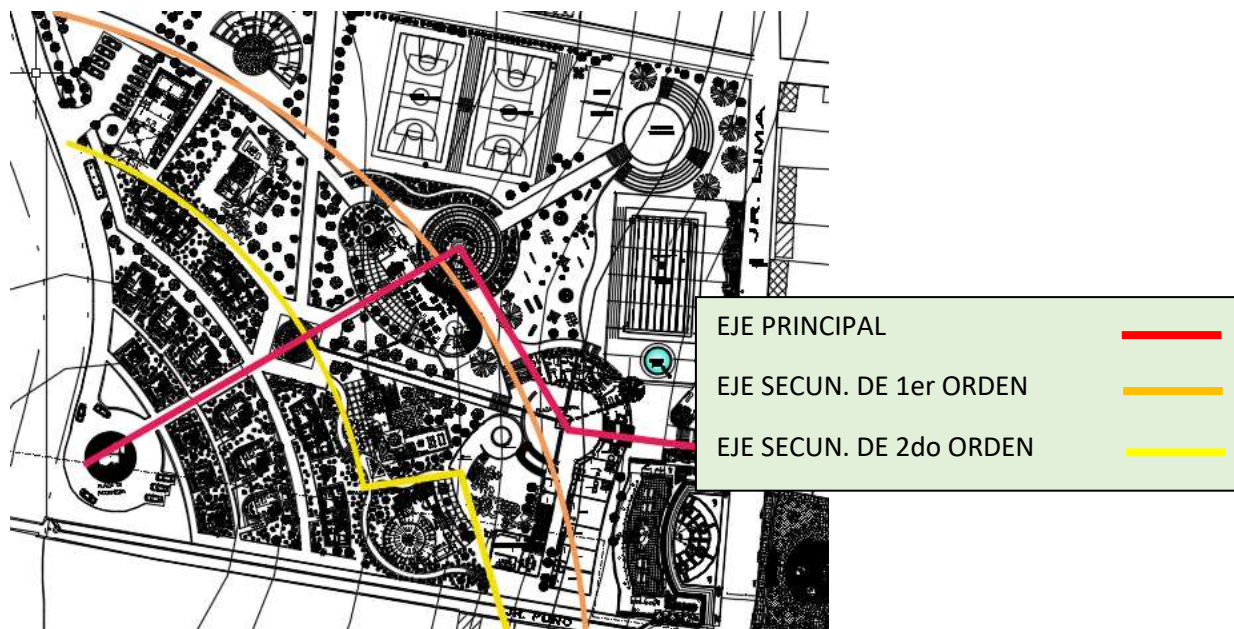 JR. LIMA
EJE PRINCIPAL
EJE SECUN. DE 1er ORDEN
EJE SECUN. DE 2do ORDEN
JR. PUNO